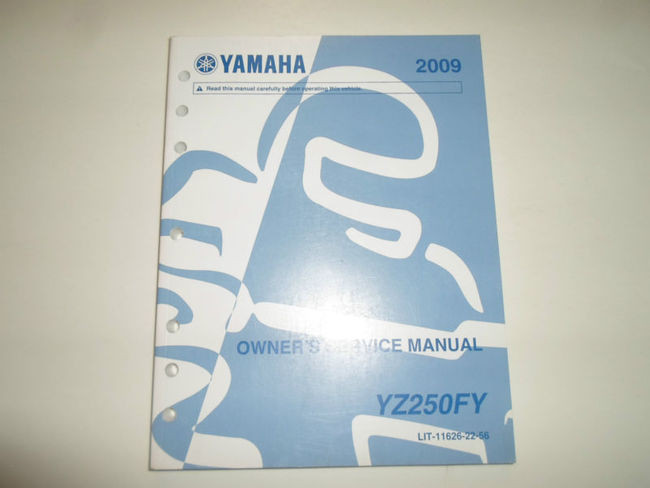 YAMAHA 2009
Read this manual carefully before operating this vehicle.
OWNER'S SERVICE MANUAL
YZ250FY
LIT-11626-22-56